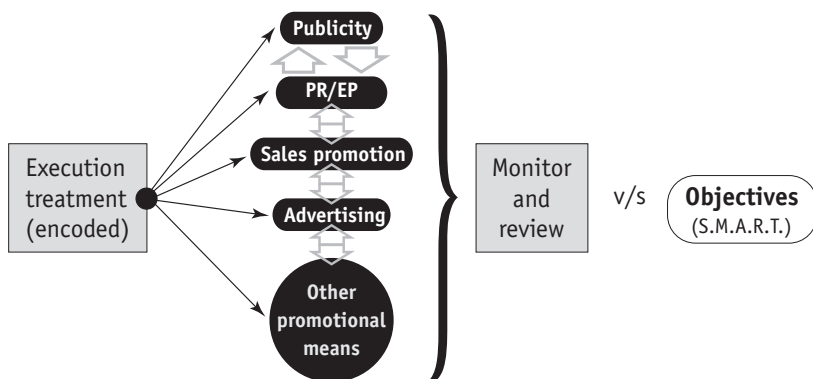 Publicity
PR/EP
Sales promotion
Advertising
Other
promotional
means
Execution
treatment
(encoded)
Monitor
and
review
v/s
Objectives
(S.M.A.R.T.)